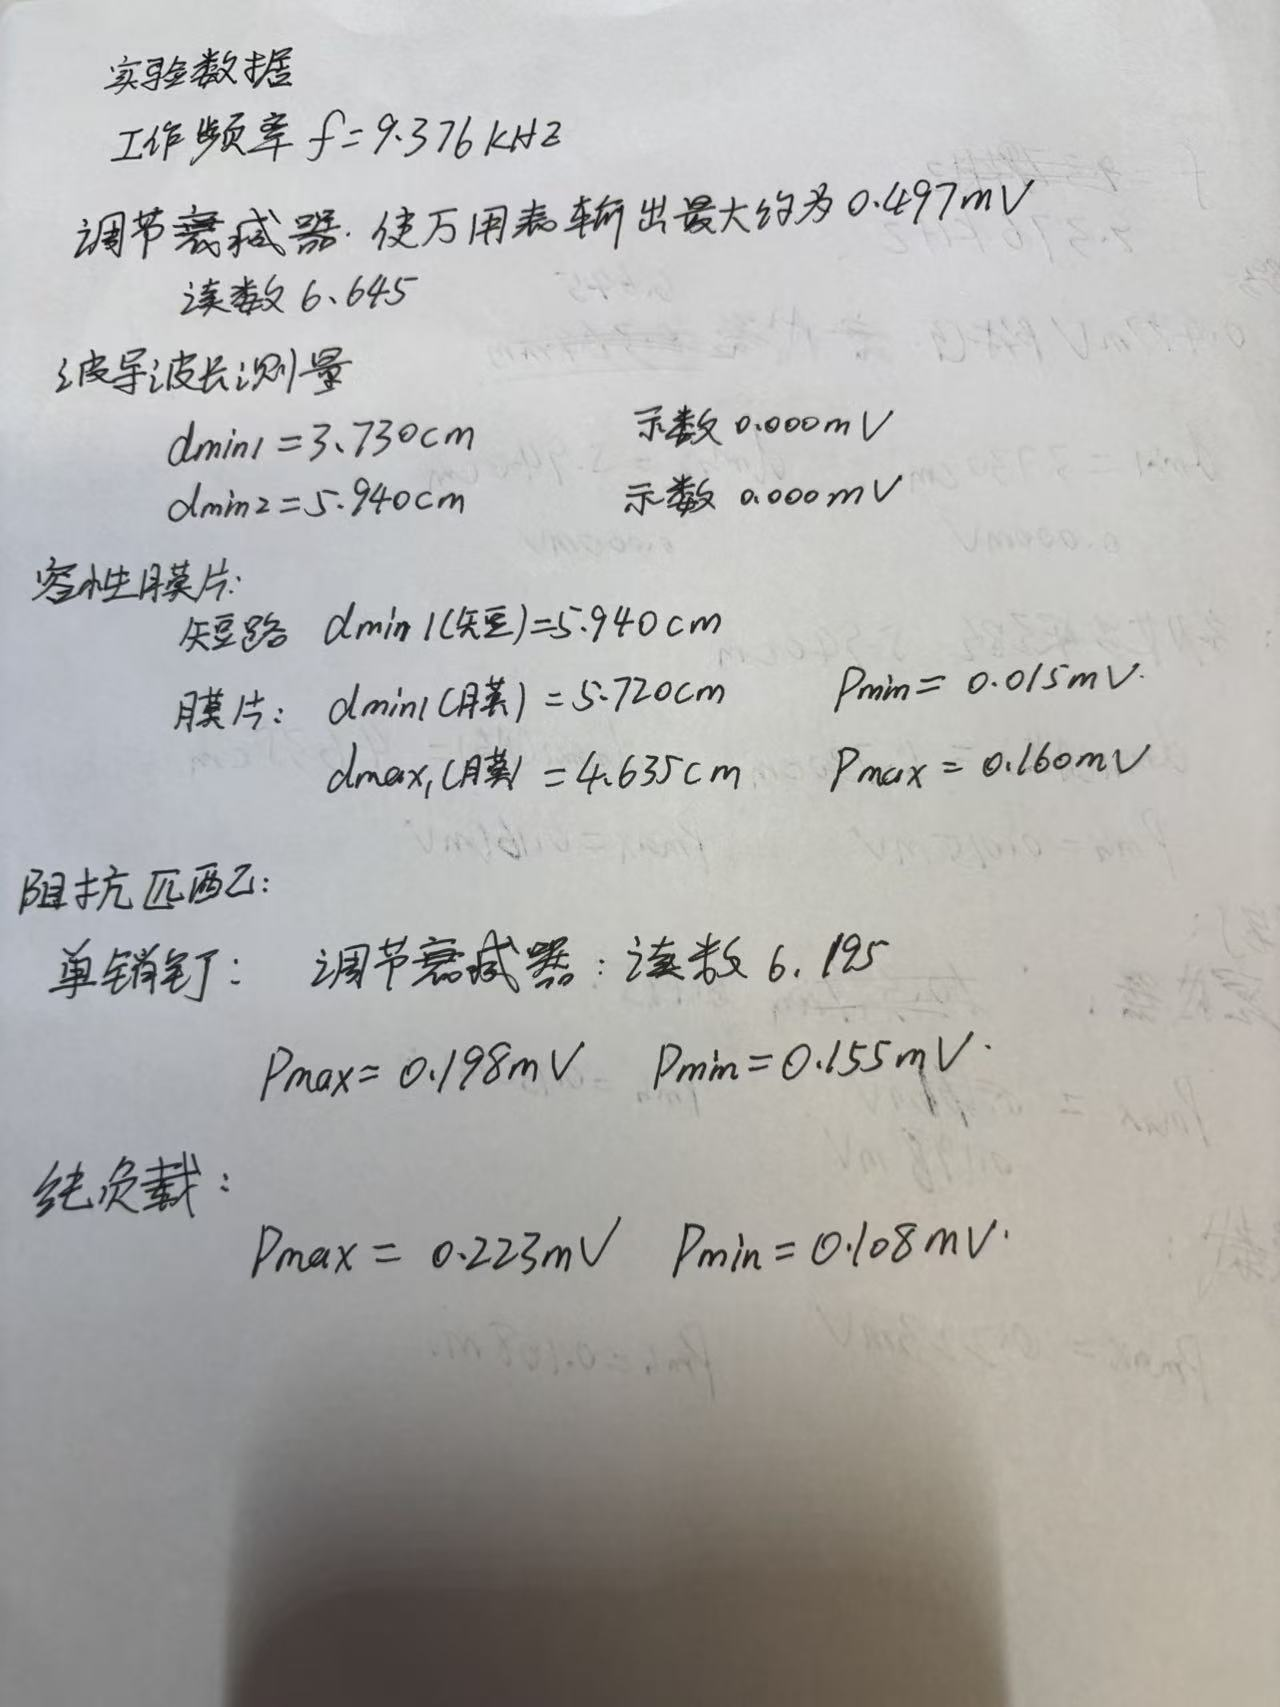 实验数据
工作频率 f=9.376KHZ
调节衰减器. 使万用表输出最大约为0.497mV
读数 6.645
波导波长测量
dmin1=3.730cm 示数 0.000mV
dmin2=5.940cm 示数 0.000mV
容性膜片:
短路 dmin1(短)=5.940cm
膜片: dmin1(膜)=5.720cm Pmin=0.015mV.
dmax1(膜)=4.635cm Pmax=0.160mV
阻抗匹配:
单销钉: 调节衰减器:读数 6.195
Pmax=0.198mV Pmin=0.155mV.
纯负载:
Pmax=0.223mV Pmin=0.108mV.